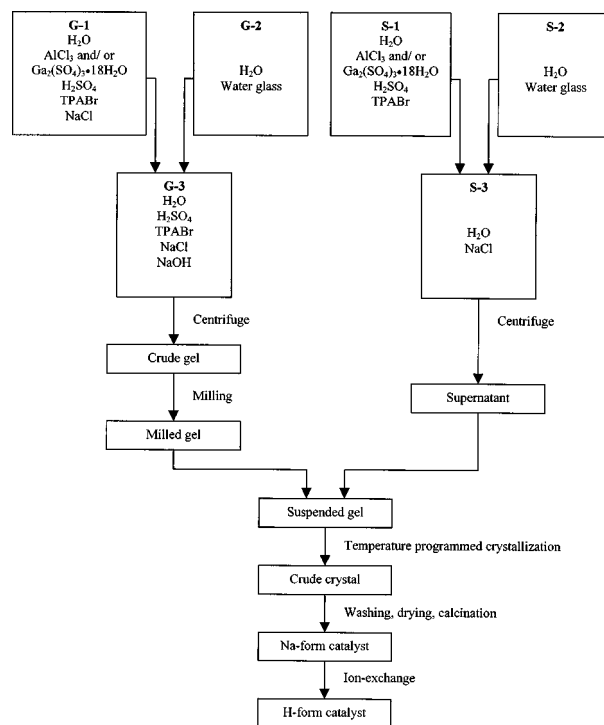 G-1
H₂O
AlCl₃ and/ or
Ga₂(SO₄)₃•18H₂O
H₂SO₄
TPABr
NaCl
G-2
H₂O
Water glass
S-1
H₂O
AlCl₃ and/ or
Ga₂(SO₄)₃•18H₂O
H₂SO₄
TPABr
S-2
H₂O
Water glass
G-3
H₂O
H₂SO₄
TPABr
NaCl
NaOH
S-3
H₂O
NaCl
Centrifuge
Centrifuge
Crude gel
Milling
Supernatant
Milled gel
Suspended gel
Temperature programmed crystallization
Crude crystal
Washing, drying, calcination
Na-form catalyst
Ion-exchange
H-form catalyst